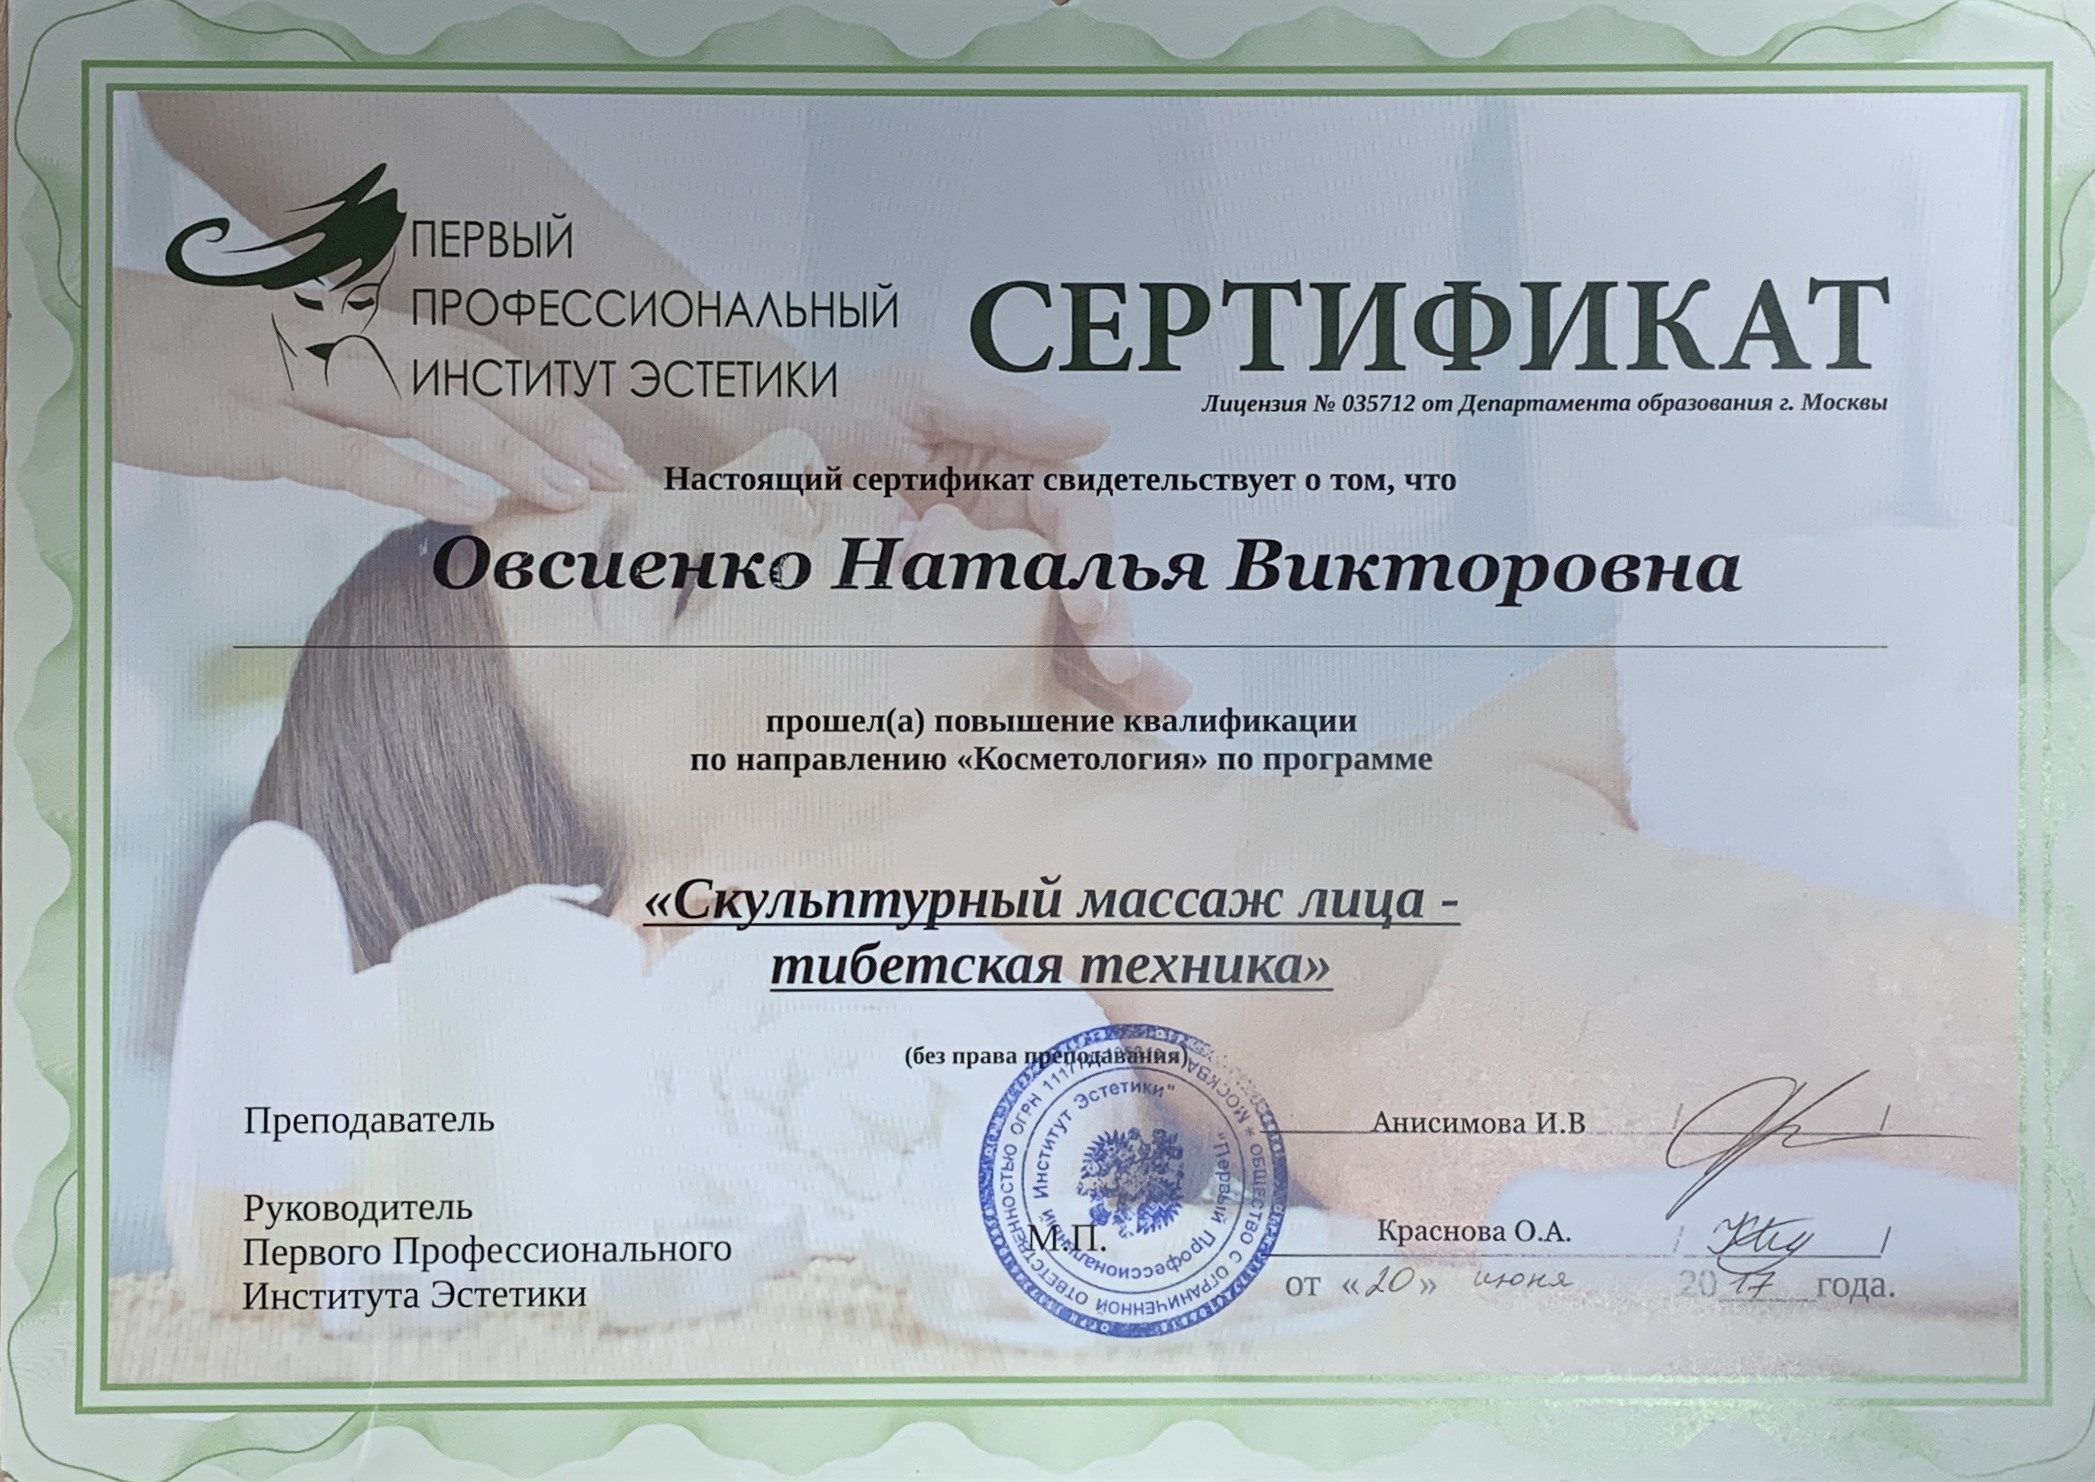 ПЕРВЫЙ
ПРОФЕССИОНАЛЬНЫЙ
ИНСТИТУТ ЭСТЕТИКИ
СЕРТИФИКАТ
Лицензия № 035712 от Департамента образования г. Москвы
Настоящий сертификат свидетельствует о том, что
Овсиенко Наталья Викторовна
прошел(а) повышение квалификации
по направлению «Косметология» по программе
«Скульптурный массаж лица -
тибетская техника»
(без права преподавания)
Преподаватель
Анисимова И.В
Руководитель
Первого Профессионального
Института Эстетики
М.П.
Краснова О.А.
от «20» июня 2017 года.
ОБЩЕСТВО С ОГРАНИЧЕННОЙ ОТВЕТСТВЕННОСТЬЮ ОГРН
МОСКВА
"Первый Профессиональный Институт Эстетики"